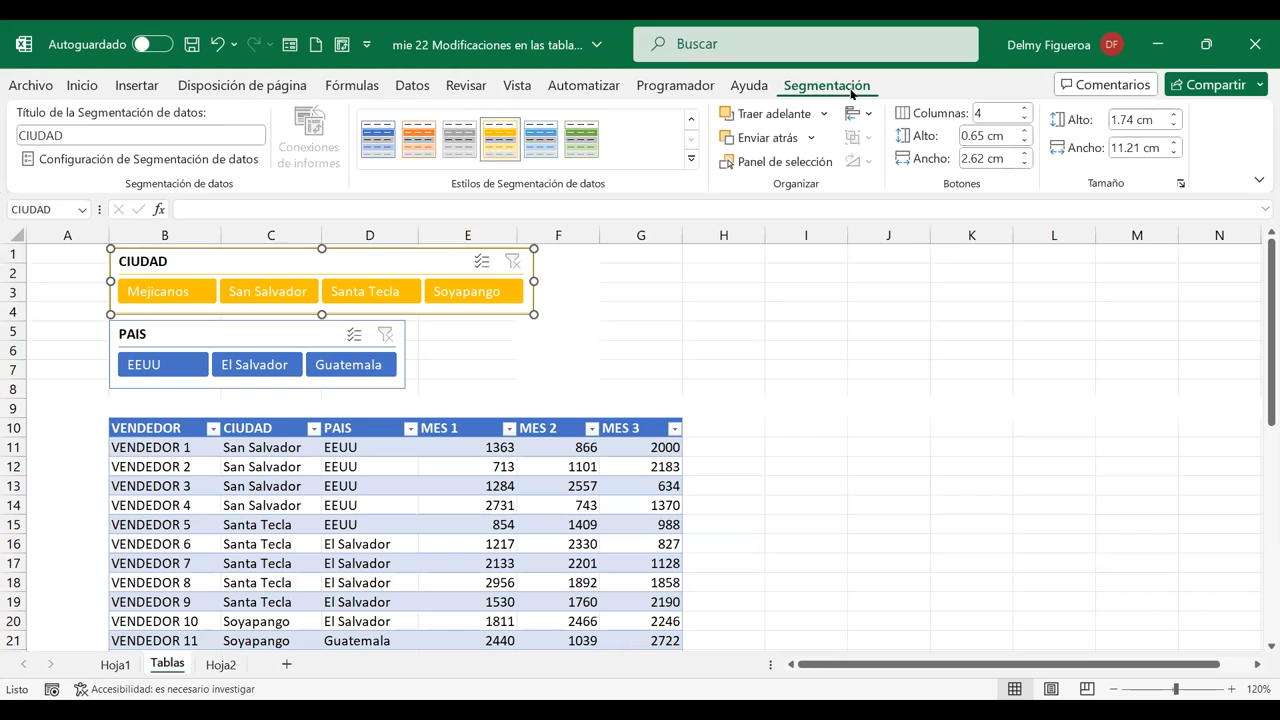 Autoguardado
mie 22 Modificaciones en las tabla...
Buscar
Delmy Figueroa DF
Archivo Inicio Insertar Disposición de página Fórmulas Datos Revisar Vista Automatizar Programador Ayuda Segmentación Comentarios Compartir
Título de la Segmentación de datos:
CIUDAD
Configuración de Segmentación de datos
Conexiones
de informes
Segmentación de datos
Estilos de Segmentación de datos
Traer adelante
Enviar atrás
Panel de selección
Organizar
Columnas: 4
Alto: 0.65 cm
Ancho: 2.62 cm
Botones
Alto: 1.74 cm
Ancho: 11.21 cm
Tamaño
CIUDAD fx
A B C D E F G H I J K L M N
1
2
3
4
5
6
7
8
9
CIUDAD
Mejicanos San Salvador Santa Tecla Soyapango
PAIS
EEUU El Salvador Guatemala
10 VENDEDOR CIUDAD PAIS MES 1 MES 2 MES 3
11 VENDEDOR 1 San Salvador EEUU 1363 866 2000
12 VENDEDOR 2 San Salvador EEUU 713 1101 2183
13 VENDEDOR 3 San Salvador EEUU 1284 2557 634
14 VENDEDOR 4 San Salvador EEUU 2731 743 1370
15 VENDEDOR 5 Santa Tecla EEUU 854 1409 988
16 VENDEDOR 6 Santa Tecla El Salvador 1217 2330 827
17 VENDEDOR 7 Santa Tecla El Salvador 2133 2201 1128
18 VENDEDOR 8 Santa Tecla El Salvador 2956 1892 1858
19 VENDEDOR 9 Santa Tecla El Salvador 1530 1760 2190
20 VENDEDOR 10 Soyapango El Salvador 1811 2466 2246
21 VENDEDOR 11 Soyapango Guatemala 2440 1039 2722
Hoja1 Tablas Hoja2
Listo Accesibilidad: es necesario investigar 120%